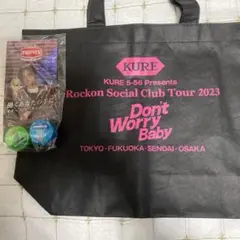 KURE
KURE 5-56 Presents
Rockon Social Club Tour 2023
Don't
Worry
Baby
TOKYO-FUKUOKA-SENDAI-OSAKA